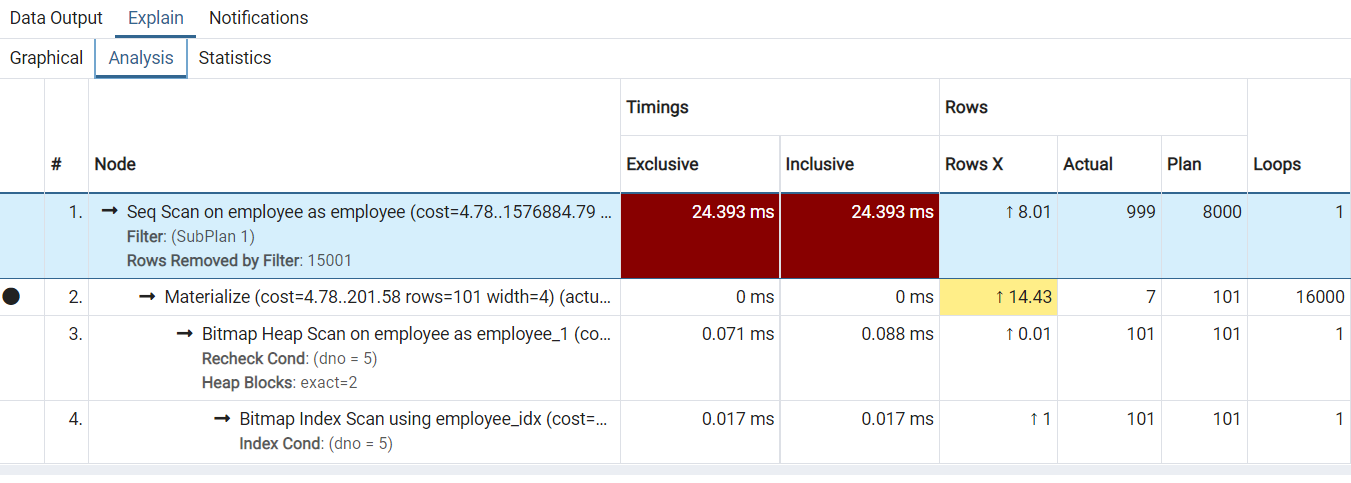 Data Output Explain Notifications
Graphical Analysis Statistics
Timings Rows
# Node Exclusive Inclusive Rows X Actual Plan Loops
1. → Seq Scan on employee as employee (cost=4.78..1576884.79 ... 24.393 ms 24.393 ms ↑ 8.01 999 8000 1
Filter: (SubPlan 1)
Rows Removed by Filter: 15001
2. → Materialize (cost=4.78..201.58 rows=101 width=4) (actu... 0 ms 0 ms ↑ 14.43 7 101 16000
3. → Bitmap Heap Scan on employee as employee_1 (co... 0.071 ms 0.088 ms ↑ 0.01 101 101 1
Recheck Cond: (dno = 5)
Heap Blocks: exact=2
4. → Bitmap Index Scan using employee_idx (cost=... 0.017 ms 0.017 ms ↑ 1 101 101 1
Index Cond: (dno = 5)